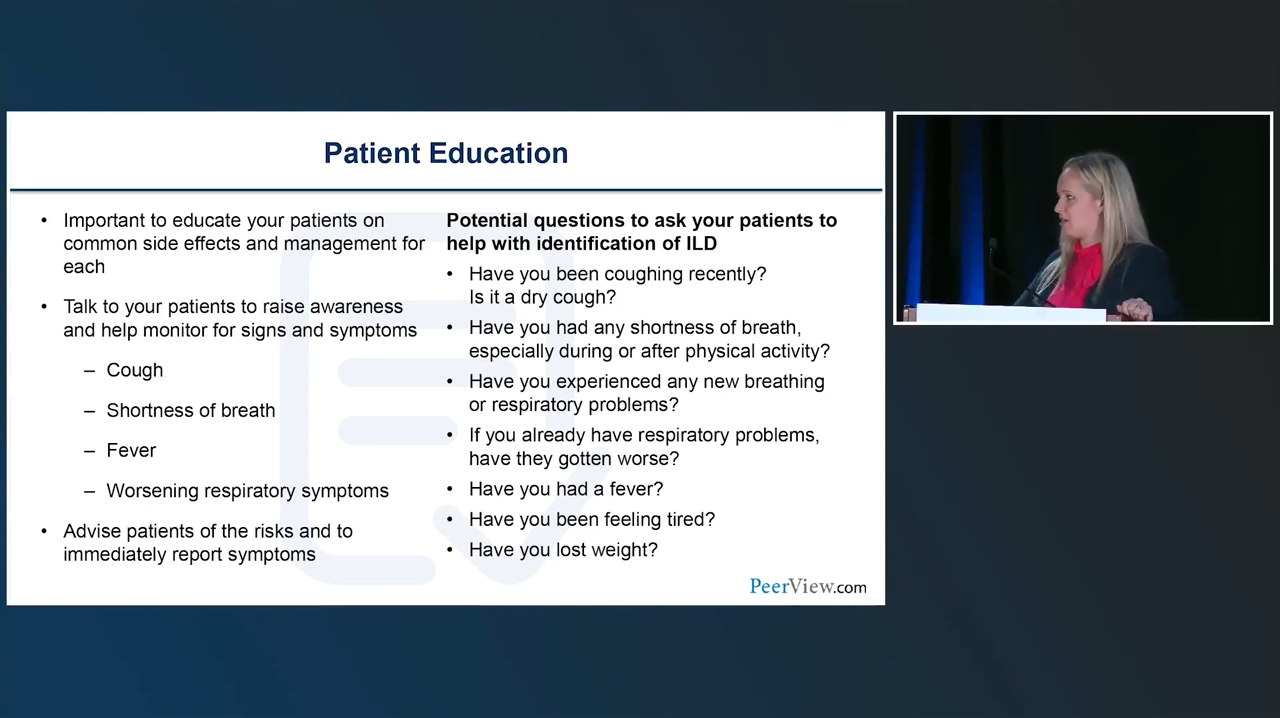 Patient Education
• Important to educate your patients on
common side effects and management for
each
• Talk to your patients to raise awareness
and help monitor for signs and symptoms
– Cough
– Shortness of breath
– Fever
– Worsening respiratory symptoms
• Advise patients of the risks and to
immediately report symptoms
Potential questions to ask your patients to
help with identification of ILD
• Have you been coughing recently?
Is it a dry cough?
• Have you had any shortness of breath,
especially during or after physical activity?
• Have you experienced any new breathing
or respiratory problems?
• If you already have respiratory problems,
have they gotten worse?
• Have you had a fever?
• Have you been feeling tired?
• Have you lost weight?
PeerView.com